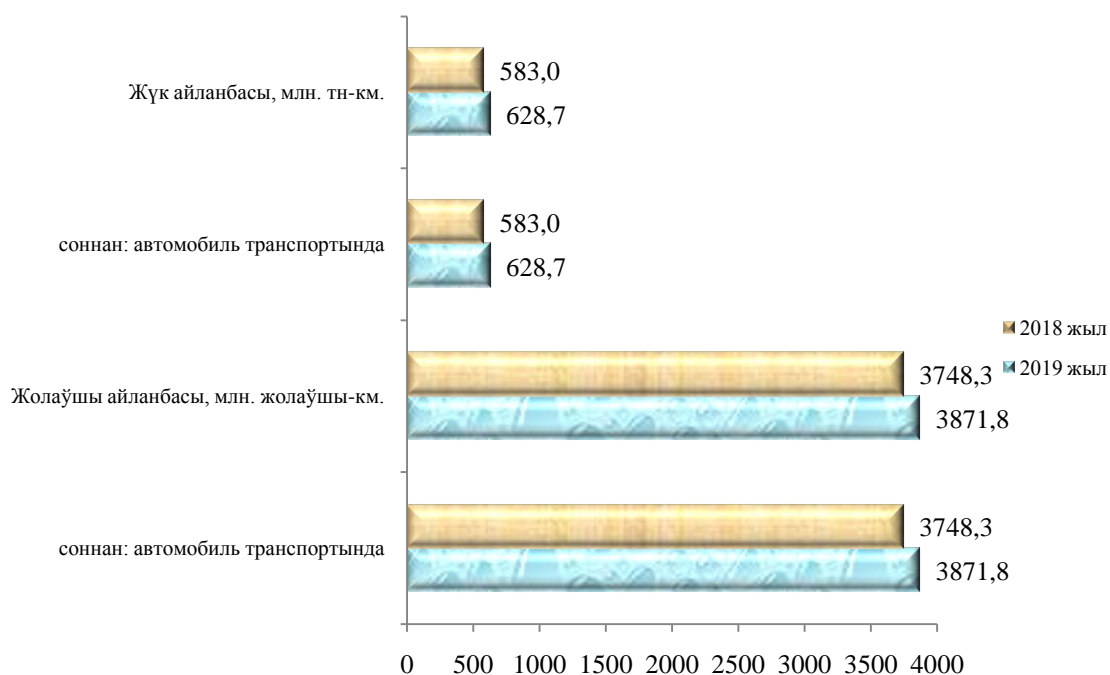 Жүк айланбасы, млн. тн-км.
583,0
628,7
соннан: автомобиль транспортында
583,0
628,7
Жолаўшы айланбасы, млн. жолаўшы-км.
3748,3
3871,8
соннан: автомобиль транспортында
3748,3
3871,8
2018 жыл
2019 жыл
0 500 1000 1500 2000 2500 3000 3500 4000